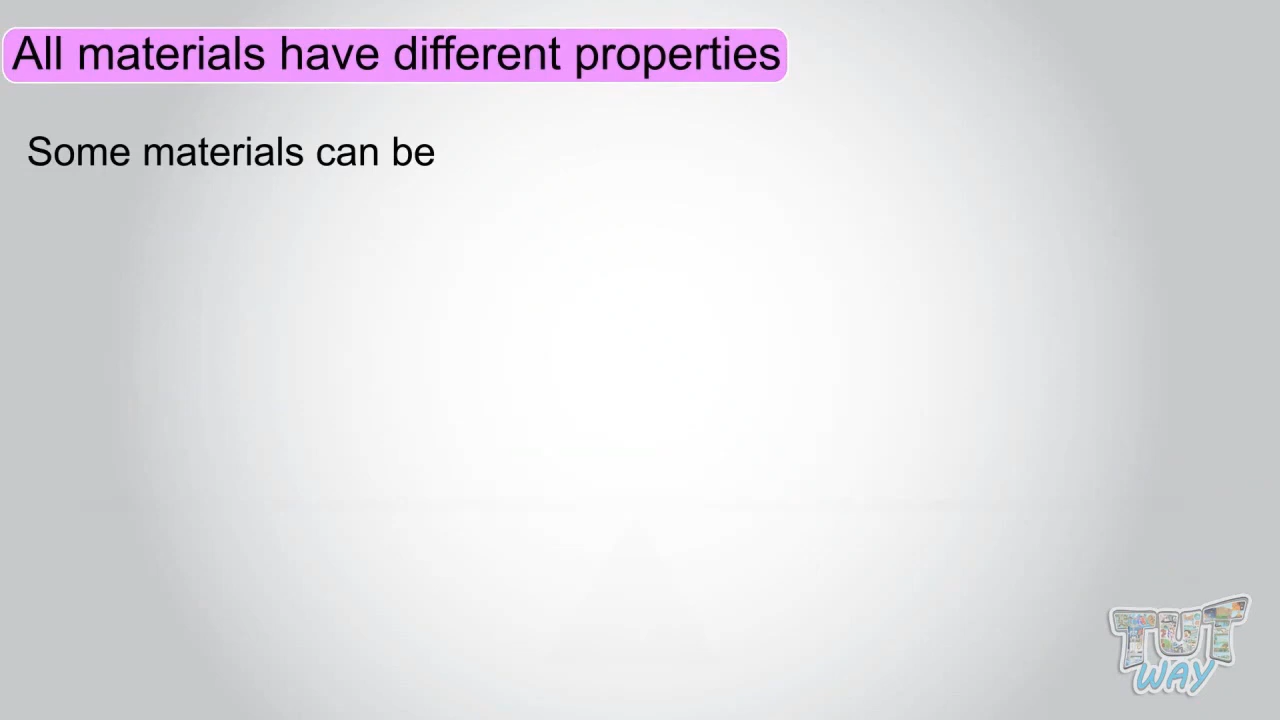 All materials have different properties
Some materials can be
TUT
WAY